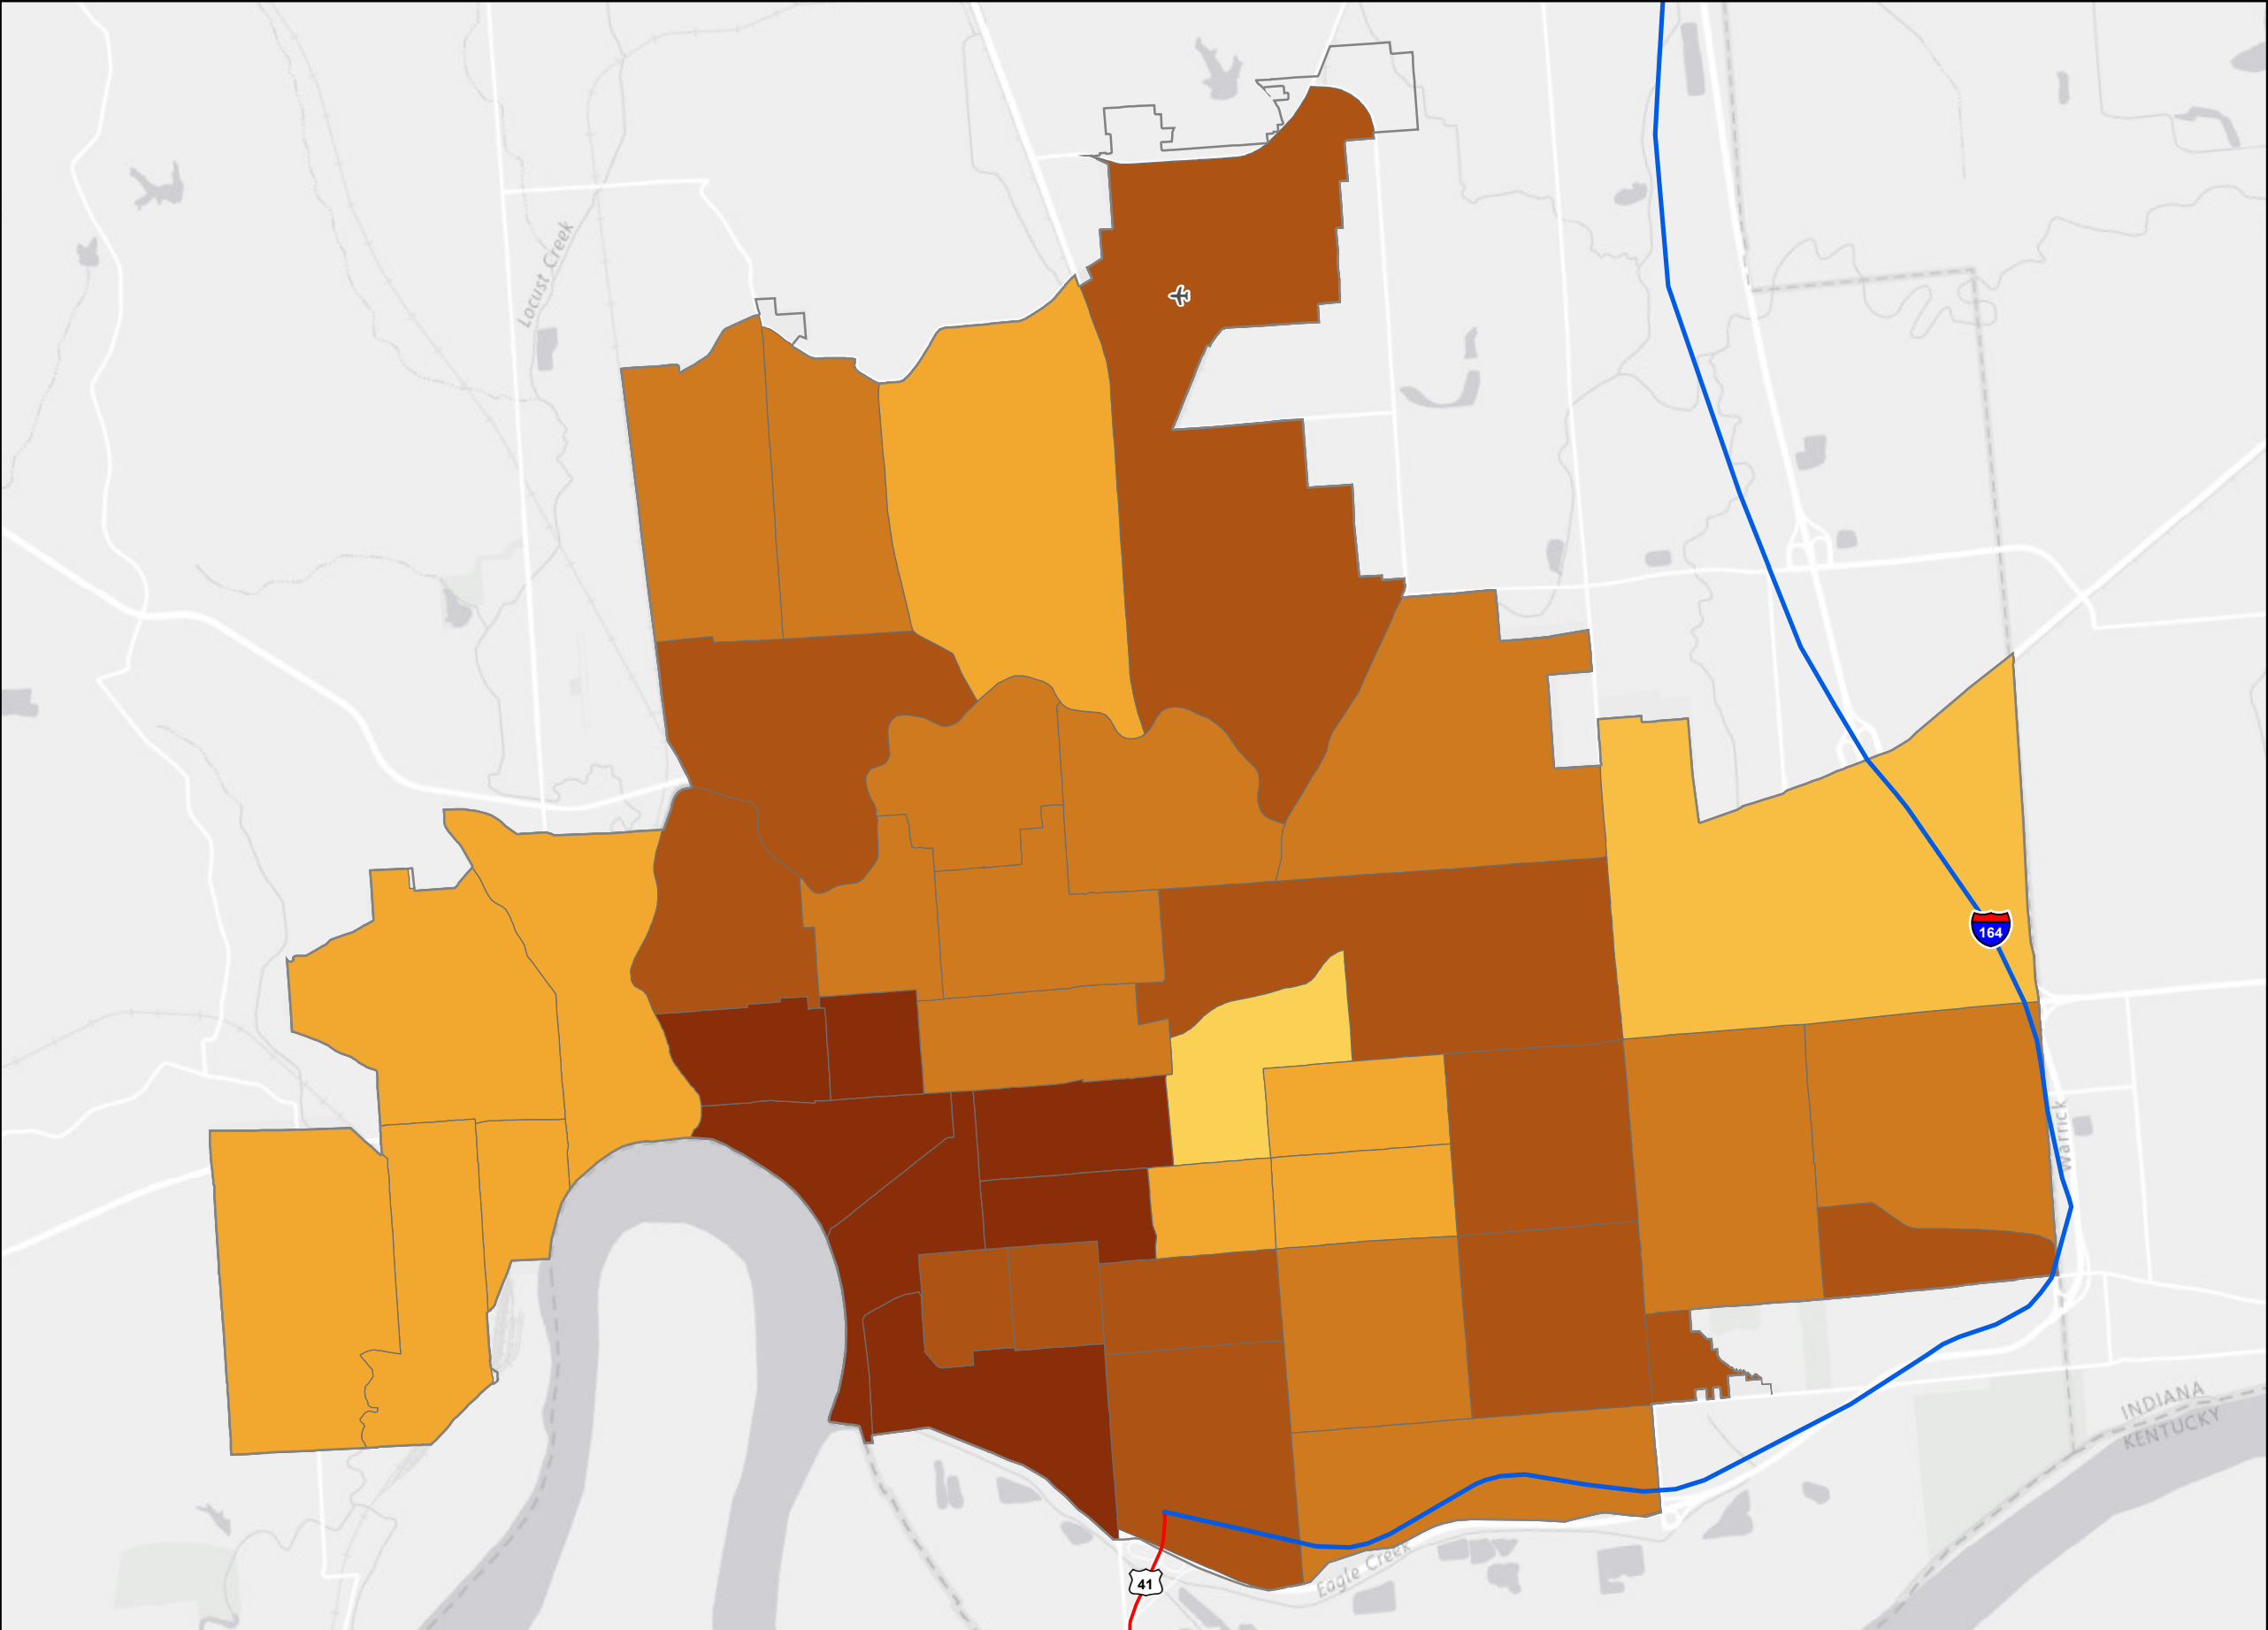 Locust Creek
164
Warrick
INDIANA
KENTUCKY
Eagle Creek
41